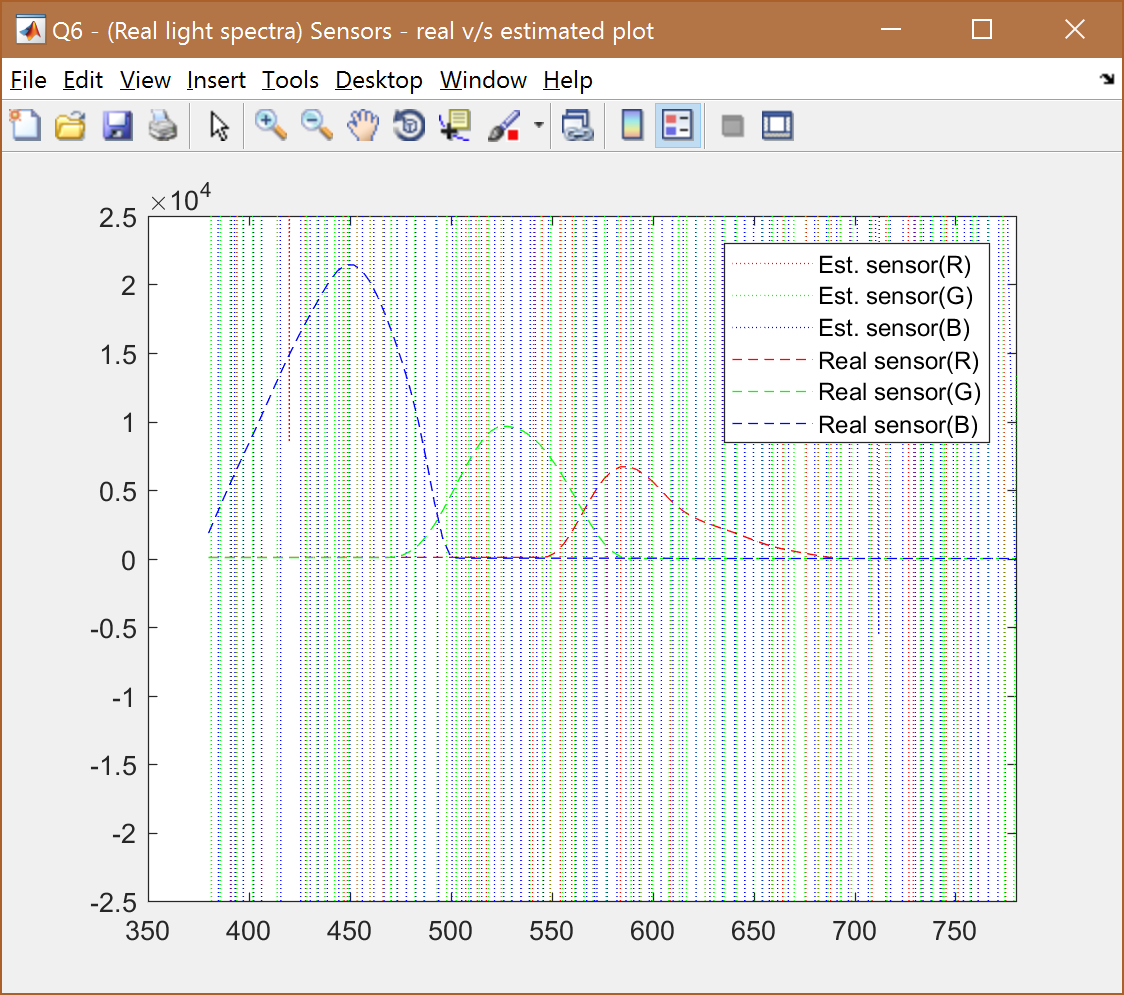 Q6 - (Real light spectra) Sensors - real v/s estimated plot
File Edit View Insert Tools Desktop Window Help
×10^4
2.5
2
1.5
1
0.5
0
-0.5
-1
-1.5
-2
-2.5
350 400 450 500 550 600 650 700 750
Est. sensor(R)
Est. sensor(G)
Est. sensor(B)
Real sensor(R)
Real sensor(G)
Real sensor(B)